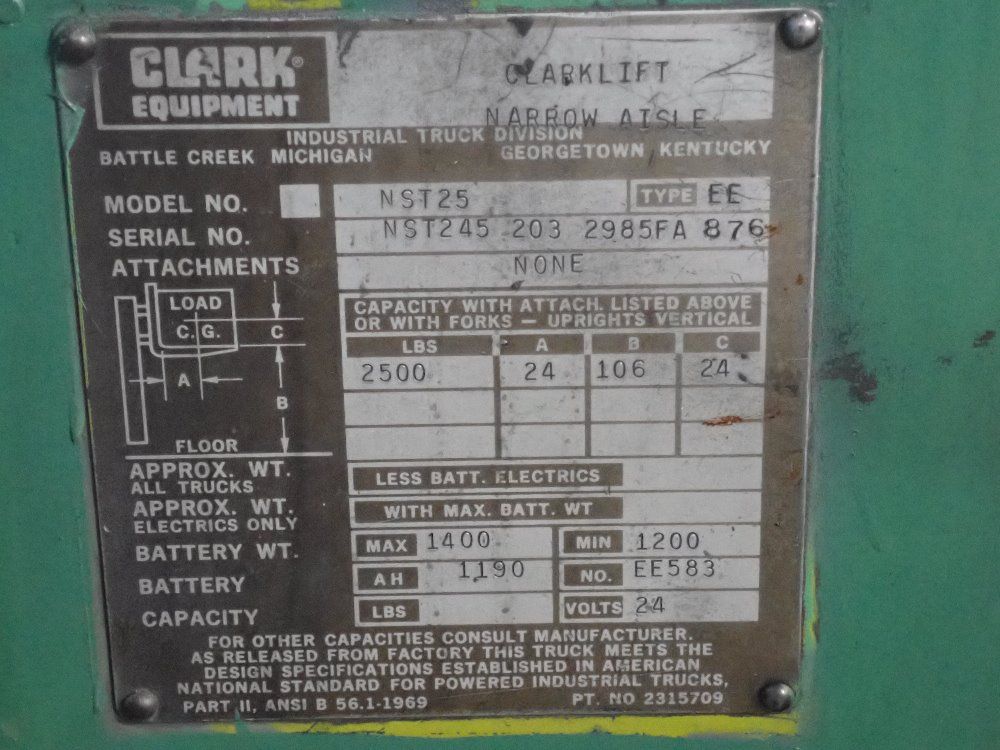 CLARK®
EQUIPMENT
CLARKLIFT
NARROW AISLE
INDUSTRIAL TRUCK DIVISION
BATTLE CREEK MICHIGAN GEORGETOWN KENTUCKY
MODEL NO. NST25 TYPE EE
SERIAL NO. NST245 203 2985FA 876
ATTACHMENTS NONE
LOAD
C.G.
C
A
B
FLOOR
CAPACITY WITH ATTACH. LISTED ABOVE
OR WITH FORKS — UPRIGHTS VERTICAL
LBS A B C
2500 24 106 24
APPROX. WT.
ALL TRUCKS
LESS BATT. ELECTRICS
APPROX. WT.
ELECTRICS ONLY
WITH MAX. BATT. WT
BATTERY WT. MAX 1400 MIN 1200
BATTERY AH 1190 NO. EE583
CAPACITY LBS VOLTS 24
FOR OTHER CAPACITIES CONSULT MANUFACTURER.
AS RELEASED FROM FACTORY THIS TRUCK MEETS THE
DESIGN SPECIFICATIONS ESTABLISHED IN AMERICAN
NATIONAL STANDARD FOR POWERED INDUSTRIAL TRUCKS,
PART II, ANSI B 56.1-1969 PT. NO 2315709